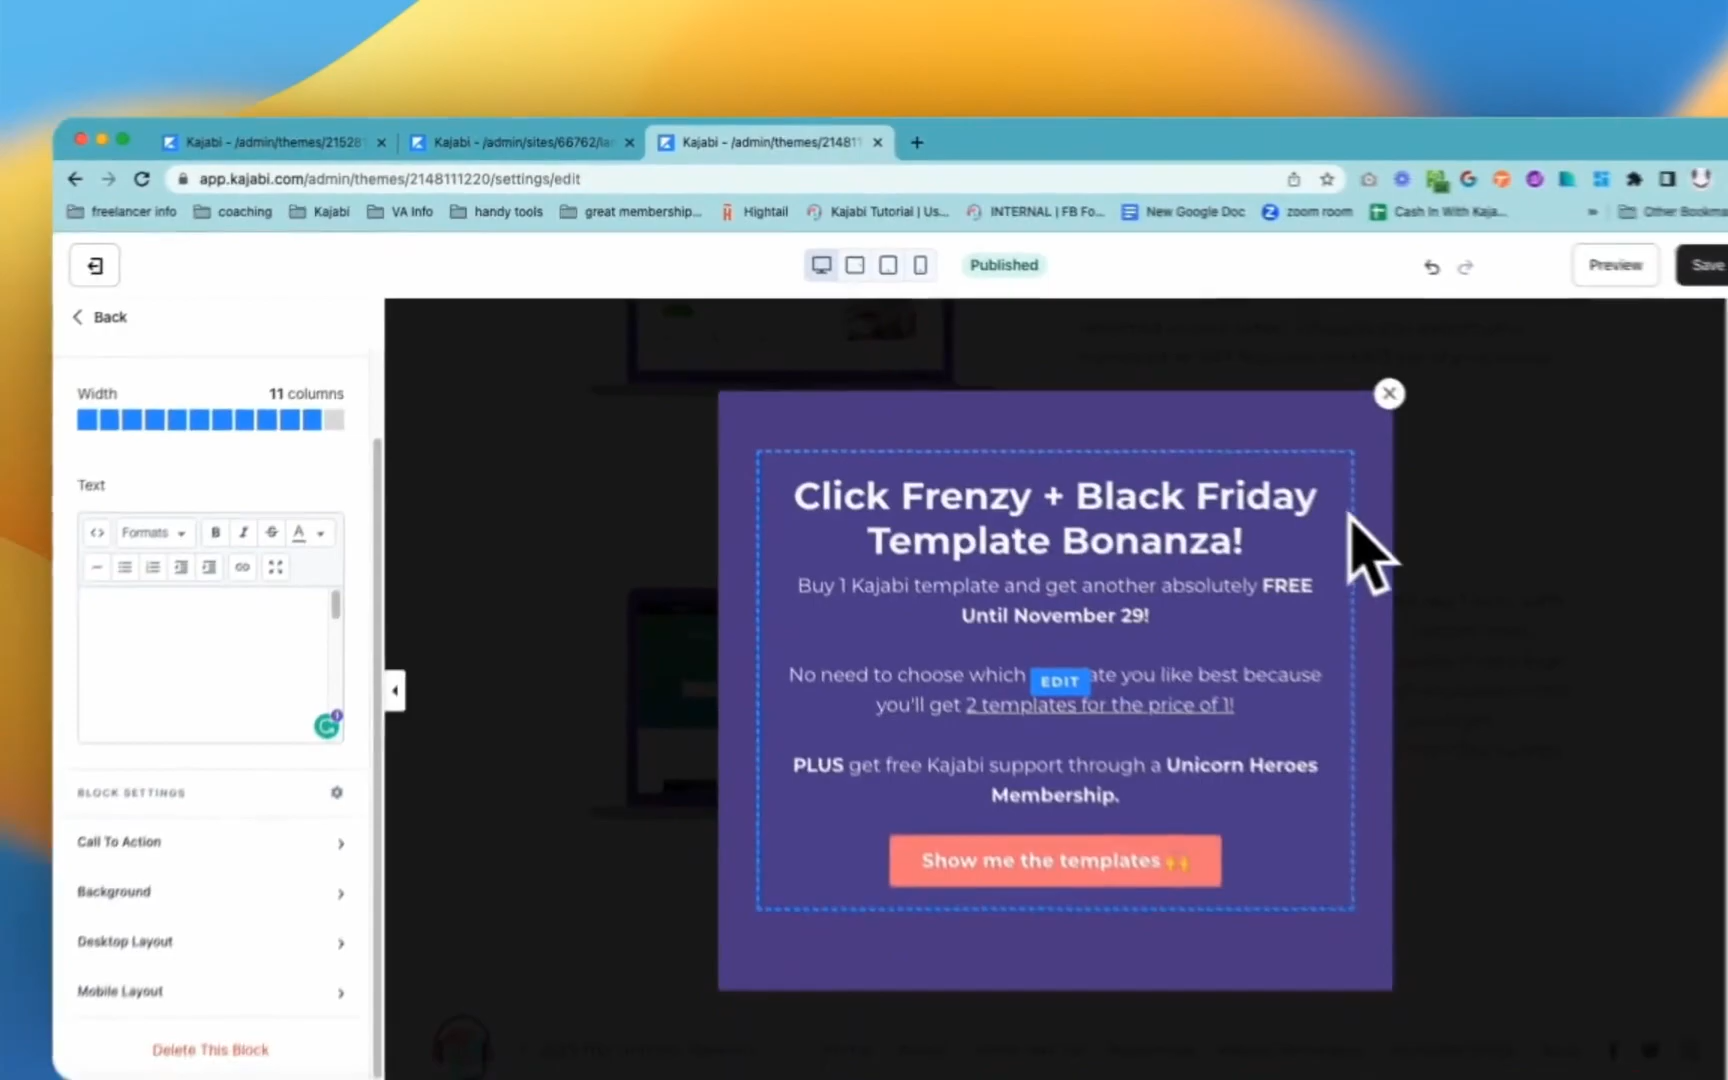 Kajabi - /admin/themes/21528
Kajabi - /admin/sites/66762/lan
Kajabi - /admin/themes/21481
app.kajabi.com/admin/themes/2148111220/settings/edit
freelancer info
coaching
Kajabi
VA Info
handy tools
great membership...
Hightail
Kajabi Tutorial | Us...
INTERNAL | FB Fo...
New Google Doc
zoom room
Cash In With Kaja...
»
Other Bookma
Published
Preview
Save
Back
Width
11 columns
Text
Formats
B
I
S
A
BLOCK SETTINGS
Call To Action
Background
Desktop Layout
Mobile Layout
Delete This Block
Click Frenzy + Black Friday
Template Bonanza!
Buy 1 Kajabi template and get another absolutely FREE
Until November 29!
No need to choose which
EDIT
ate you like best because
you'll get 2 templates for the price of 1!
PLUS get free Kajabi support through a Unicorn Heroes
Membership.
Show me the templates 🙌